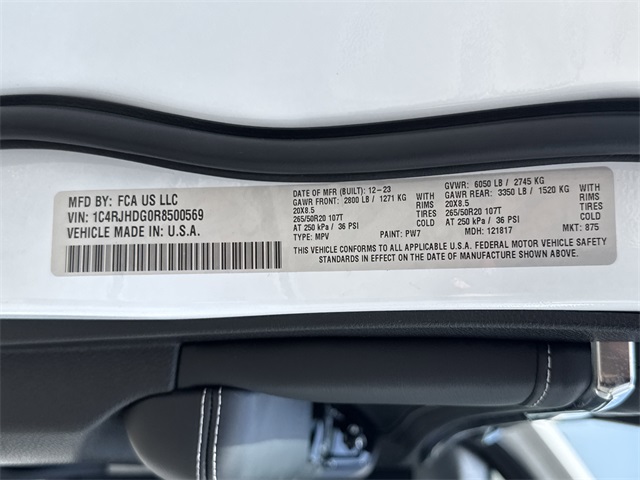 MFD BY: FCA US LLC
VIN: 1C4RJHDG0R8500569
VEHICLE MADE IN: U.S.A.
DATE OF MFR (BUILT): 12-23
GAWR FRONT: 2800 LB / 1271 KG WITH
20X8.5 RIMS
265/50R20 107T TIRES
AT 250 kPa / 36 PSI COLD
TYPE: MPV
PAINT: PW7
GVWR: 6050 LB / 2745 KG
GAWR REAR: 3350 LB / 1520 KG WITH
20X8.5 RIMS
265/50R20 107T TIRES
AT 250 kPa / 36 PSI COLD
MDH: 121817
MKT: 875
THIS VEHICLE CONFORMS TO ALL APPLICABLE U.S.A. FEDERAL MOTOR VEHICLE SAFETY
STANDARDS IN EFFECT ON THE DATE OF MANUFACTURE SHOWN ABOVE.